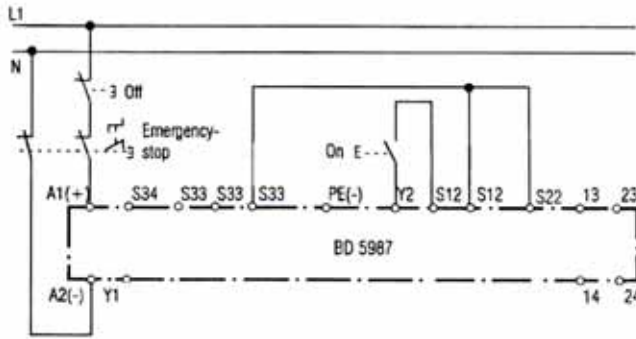 L1
N
Off
Emergency-
stop
On E
A1(+) S34 S33 S33 S33 PE(-) Y2 S12 S12 S22 13 23
BD 5987
A2(-) Y1 14 24